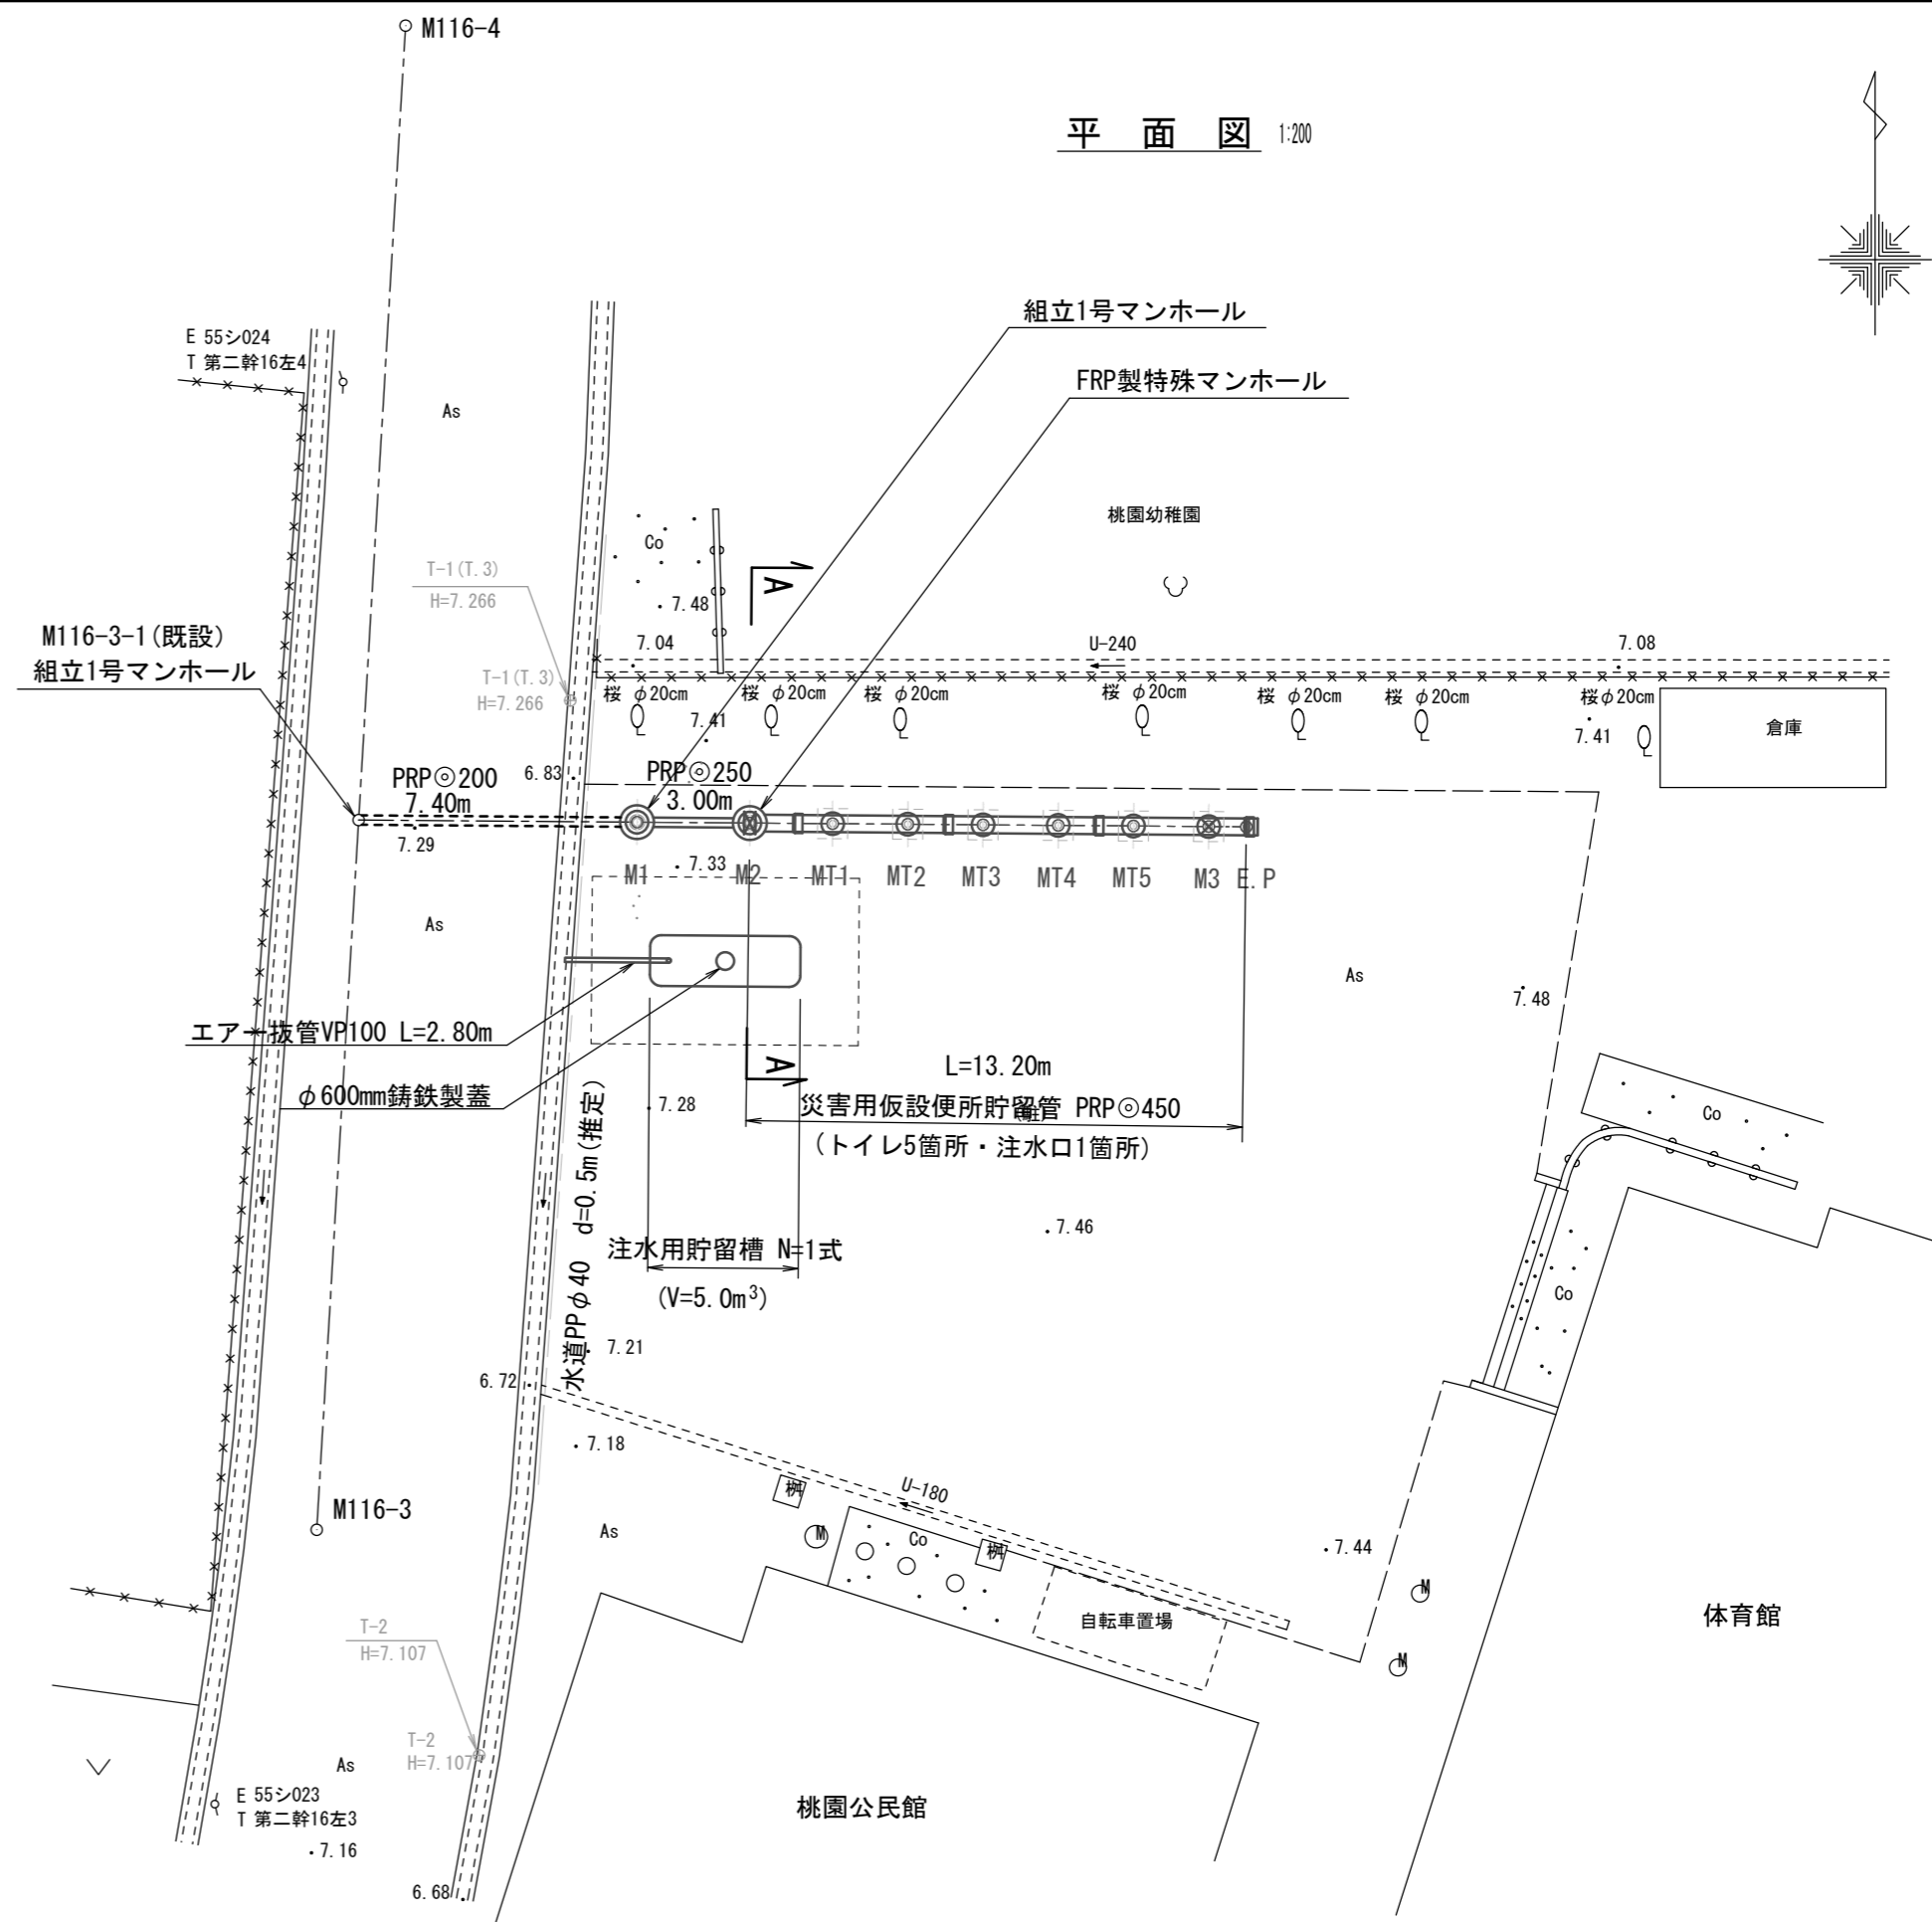 M116-4
平 面 図 1:200
組立1号マンホール
E 55シ024
T 第二幹16左4
FRP製特殊マンホール
As
桃園幼稚園
Co
T-1(T.3)
H=7.266
7.48
A
M116-3-1(既設)
組立1号マンホール
7.04
U-240
7.08
T-1(T.3)
H=7.266
桜 φ20cm
桜 φ20cm
桜 φ20cm
桜 φ20cm
桜 φ20cm
桜 φ20cm
桜φ20cm
7.41
7.41
倉庫
PRP◎200
7.40m
6.83
PRP◎250
3.00m
7.29
7.33
M1
M2
MT1
MT2
MT3
MT4
MT5
M3
E.P
As
As
7.48
エアー抜管VP100 L=2.80m
A
L=13.20m
φ600mm鋳鉄製蓋
7.28
災害用仮設便所貯留管 PRP◎450
(トイレ5箇所・注水口1箇所)
Co
水道PPφ40 d=0.5m(推定)
7.46
注水用貯留槽 N=1式
(V=5.0m³)
Co
7.21
6.72
7.18
桝
U-180
M116-3
As
M
Co
桝
7.44
M
自転車置場
体育館
T-2
H=7.107
M
T-2
H=7.107
As
E 55シ023
T 第二幹16左3
桃園公民館
7.16
6.68